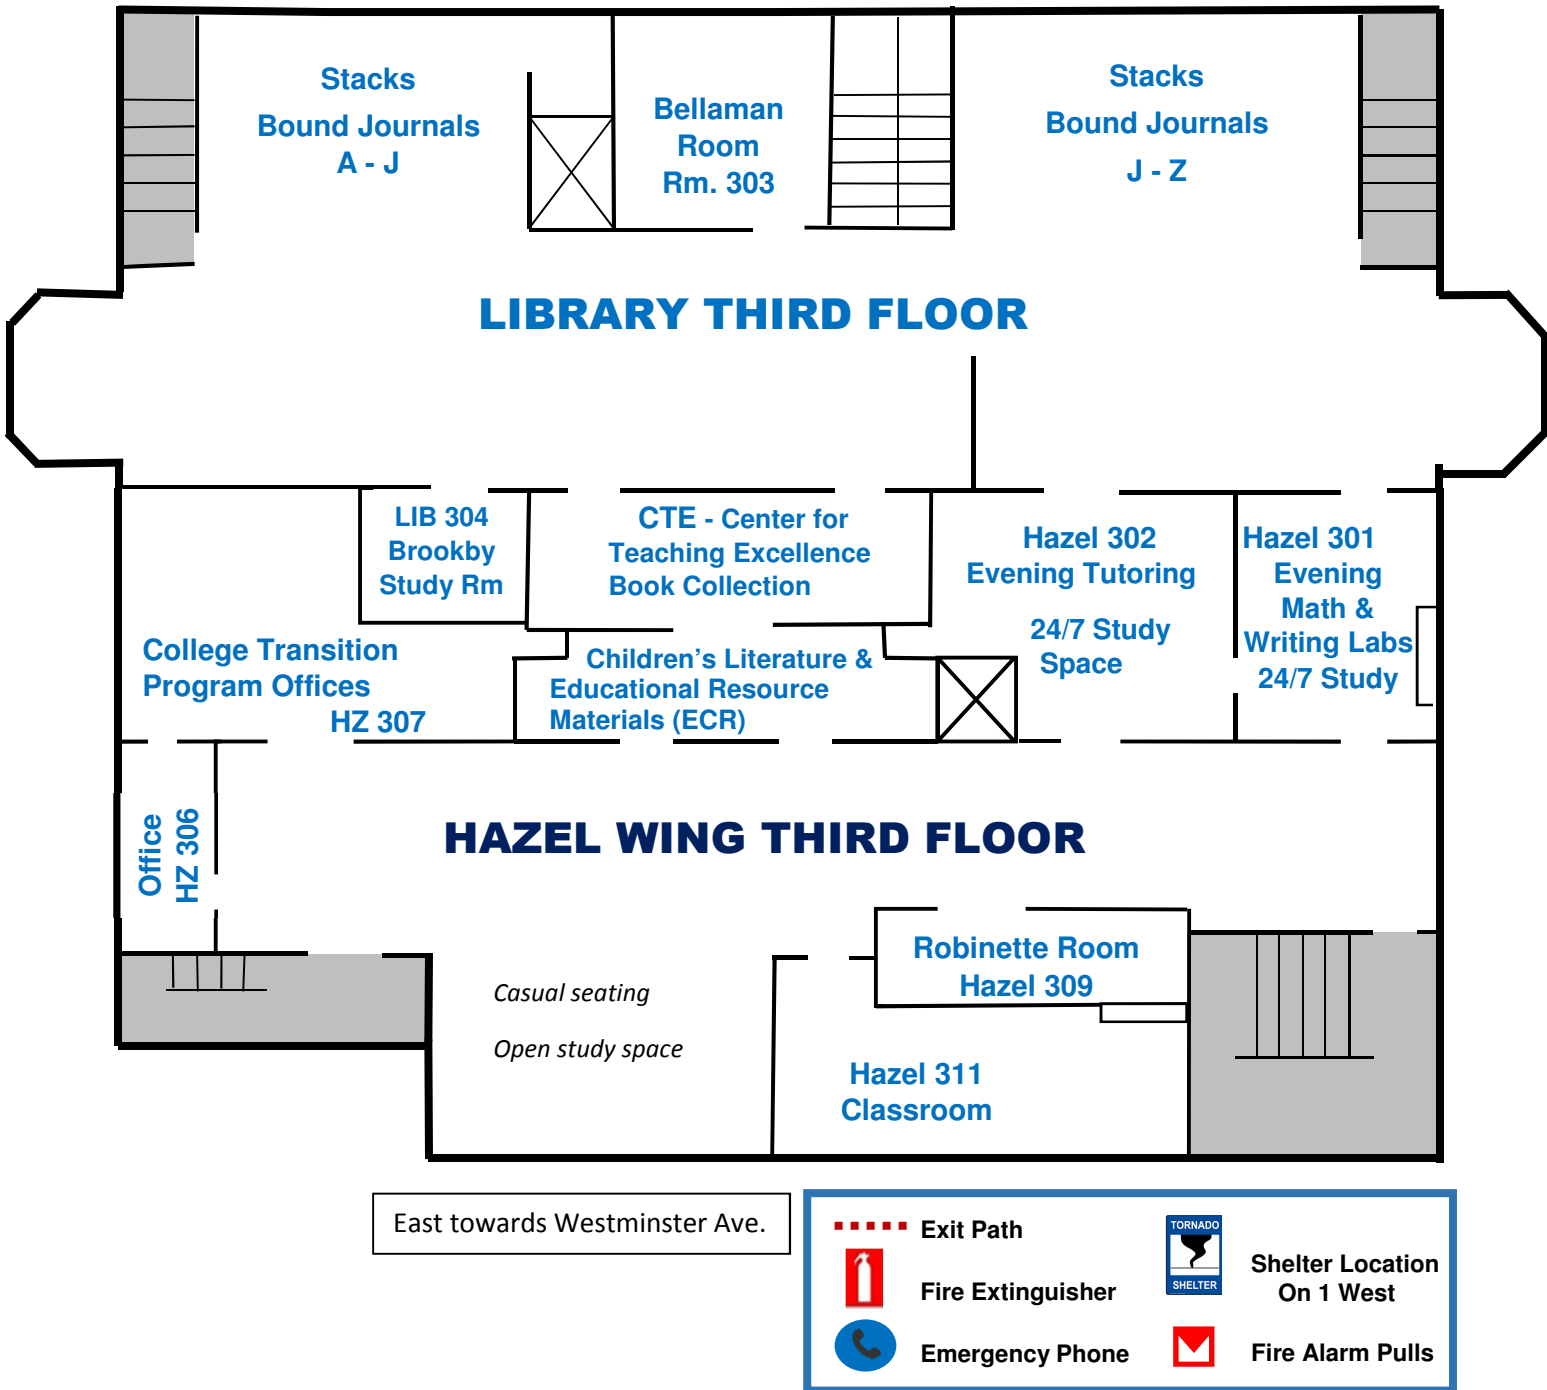 Stacks
Bound Journals
A - J
Bellaman
Room
Rm. 303
Stacks
Bound Journals
J - Z
LIBRARY THIRD FLOOR
LIB 304
Brookby
Study Rm
CTE - Center for
Teaching Excellence
Book Collection
Hazel 302
Evening Tutoring
24/7 Study
Space
Hazel 301
Evening
Math &
Writing Labs
24/7 Study
College Transition
Program Offices
HZ 307
Children’s Literature &
Educational Resource
Materials (ECR)
Office
HZ 306
HAZEL WING THIRD FLOOR
Robinette Room
Hazel 309
Casual seating
Open study space
Hazel 311
Classroom
East towards Westminster Ave.
Exit Path
Fire Extinguisher
Emergency Phone
TORNADO
SHELTER
Shelter Location
On 1 West
Fire Alarm Pulls